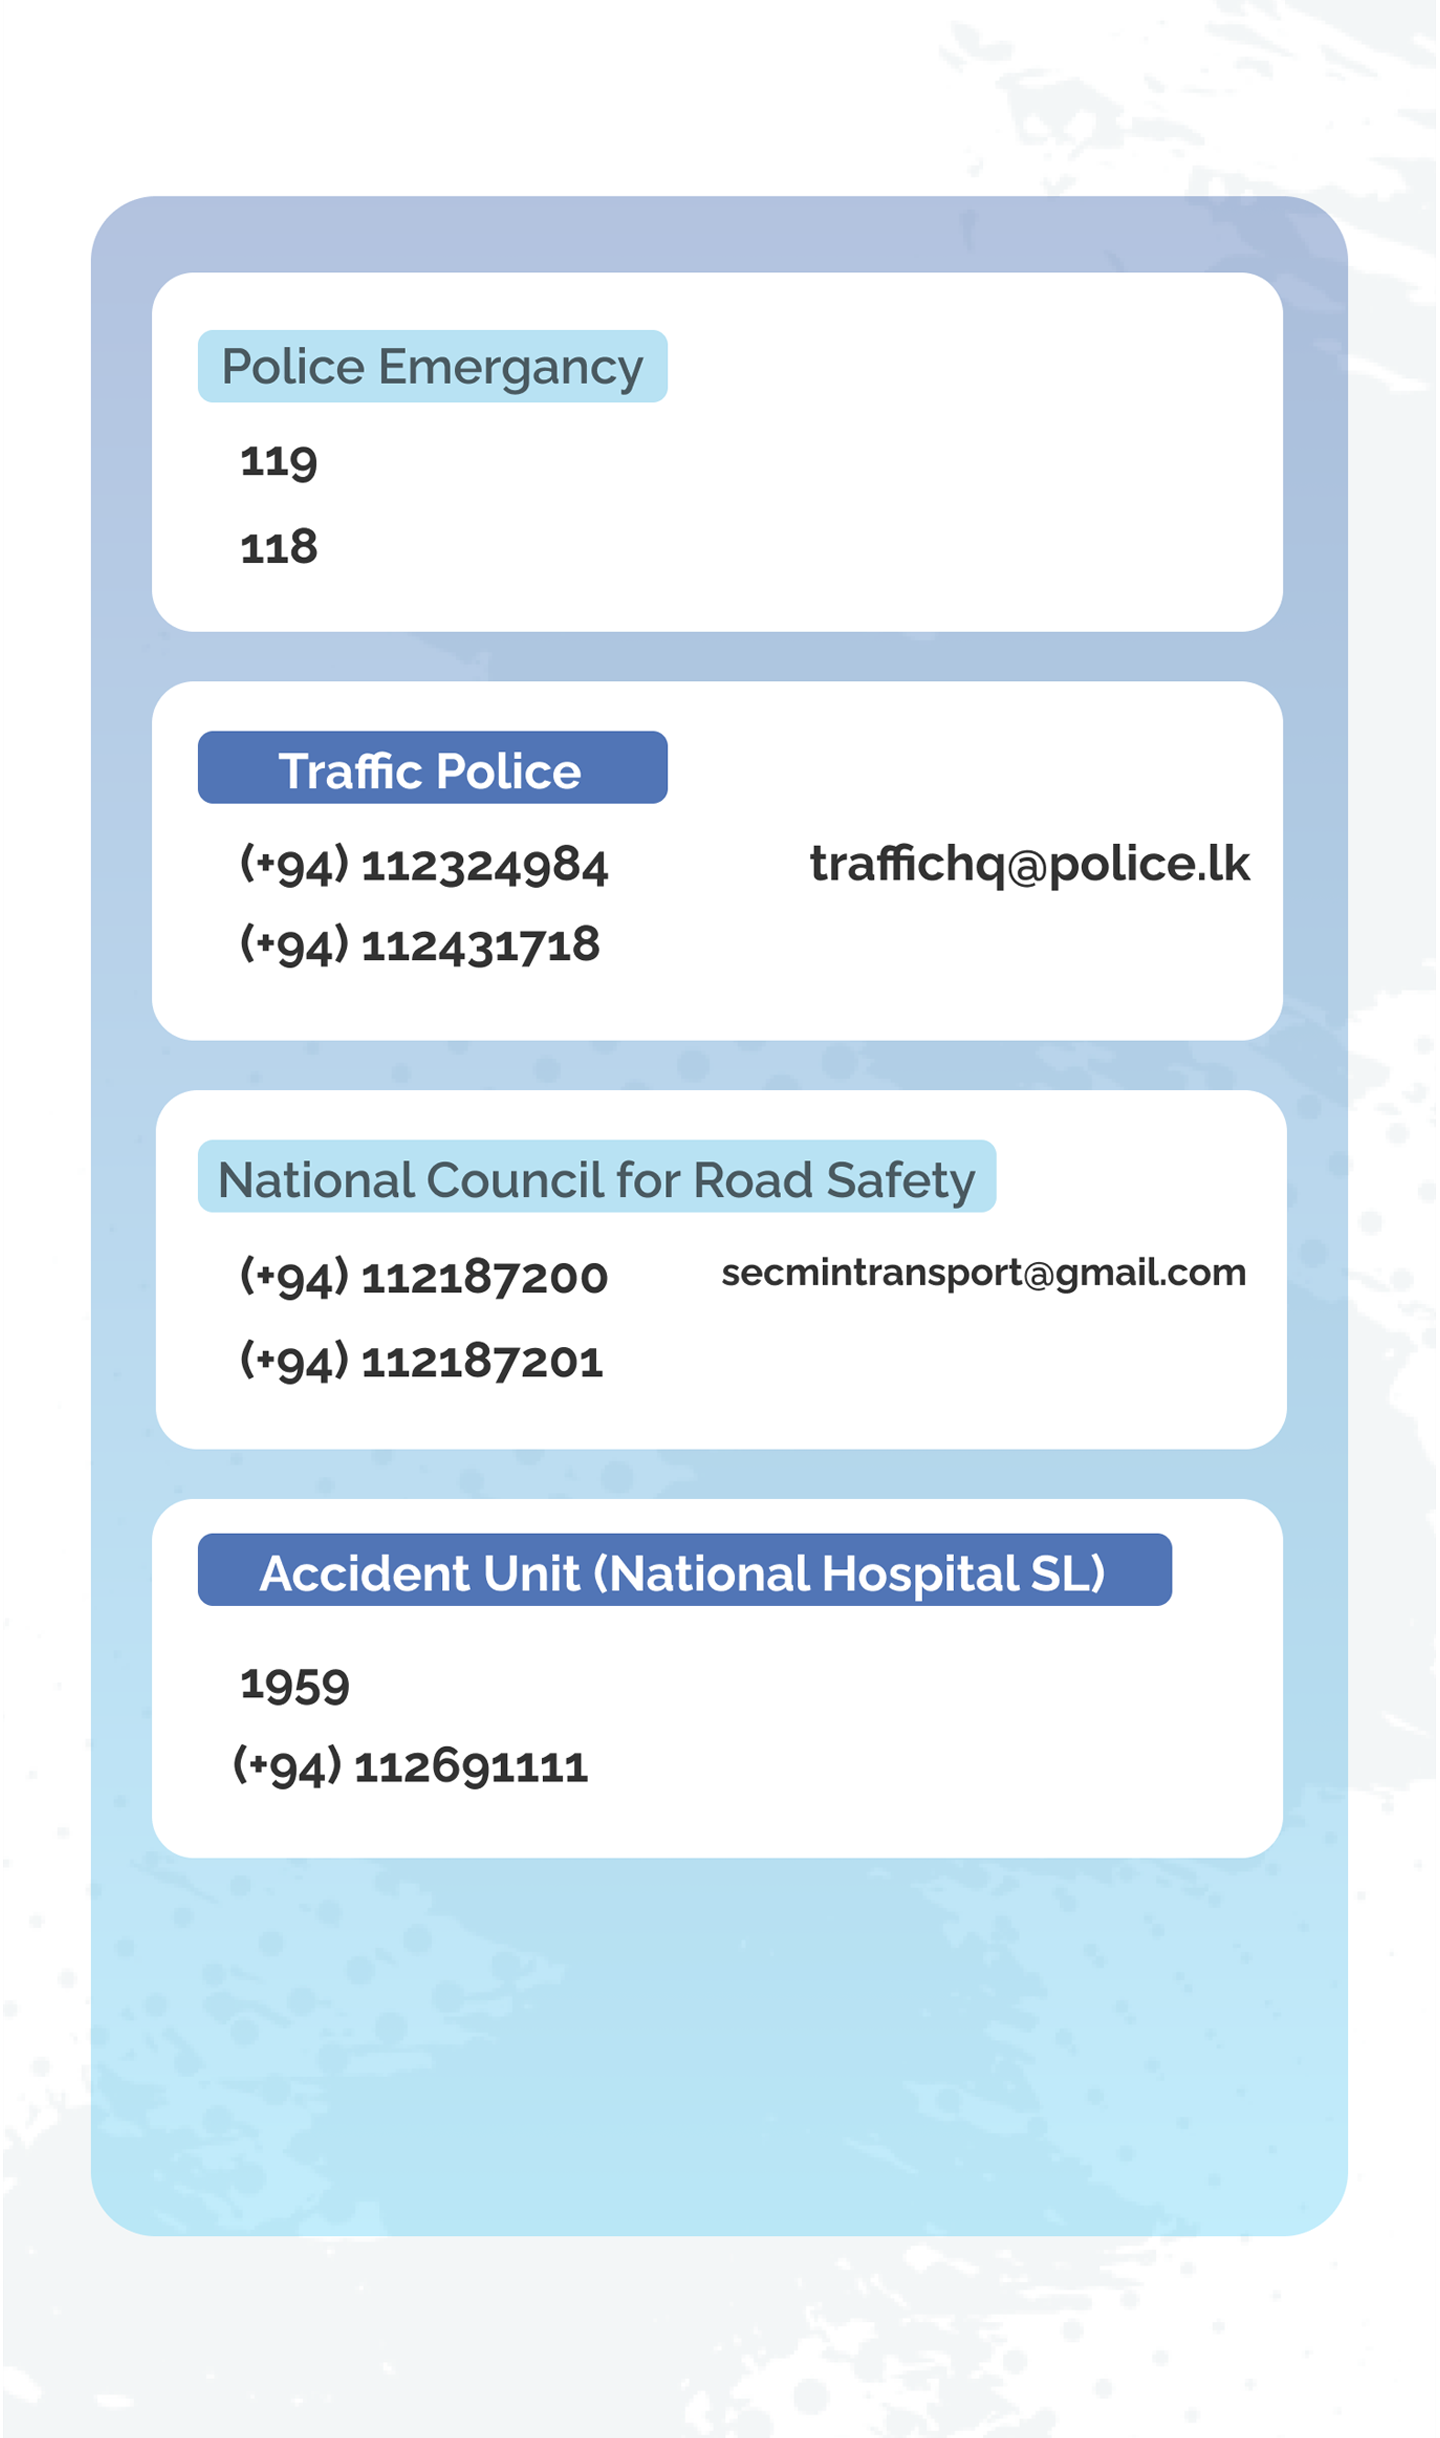 Police Emergancy
119
118
Traffic Police
(+94) 112324984 traffichq@police.lk
(+94) 112431718
National Council for Road Safety
(+94) 112187200 secmintransport@gmail.com
(+94) 112187201
Accident Unit (National Hospital SL)
1959
(+94) 112691111